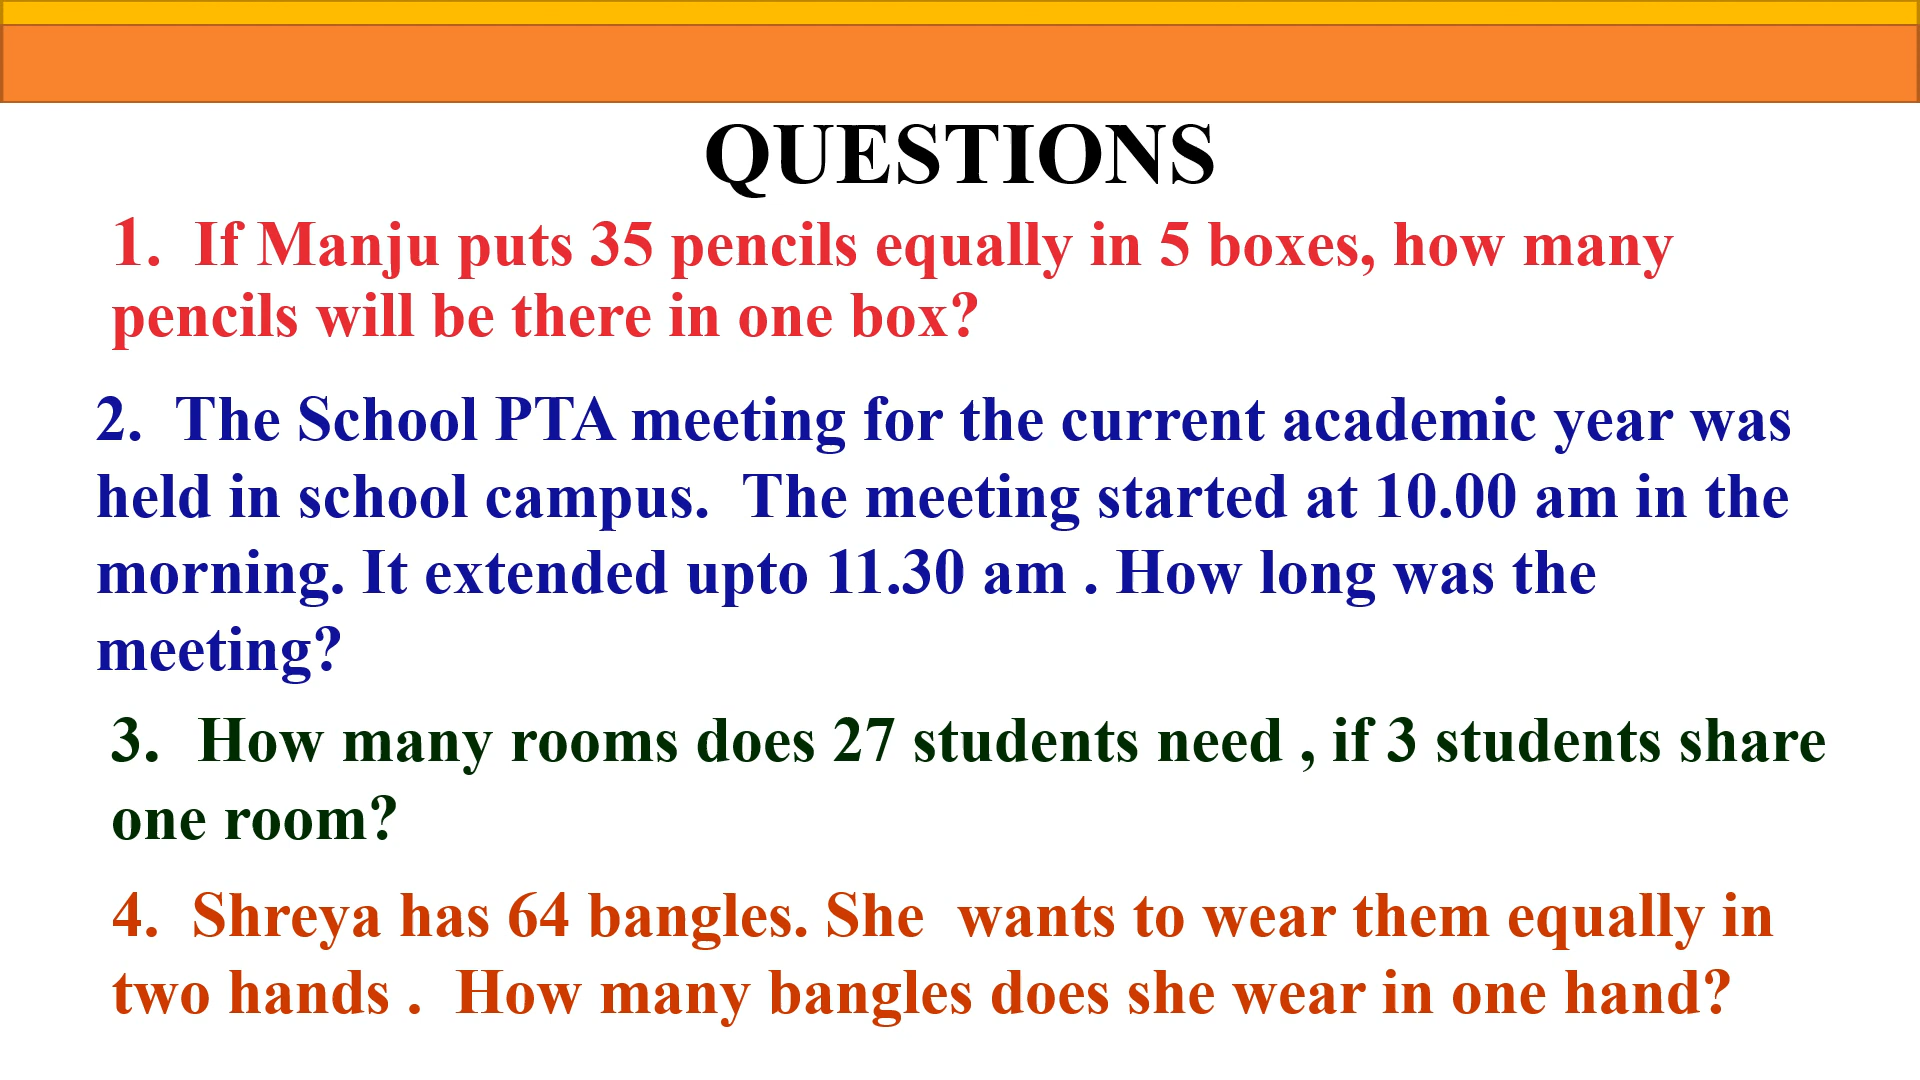 QUESTIONS
1.  If Manju puts 35 pencils equally in 5 boxes, how many
pencils will be there in one box?
2.  The School PTA meeting for the current academic year was
held in school campus.  The meeting started at 10.00 am in the
morning. It extended upto 11.30 am . How long was the
meeting?
3.  How many rooms does 27 students need , if 3 students share
one room?
4.  Shreya has 64 bangles. She  wants to wear them equally in
two hands .  How many bangles does she wear in one hand?